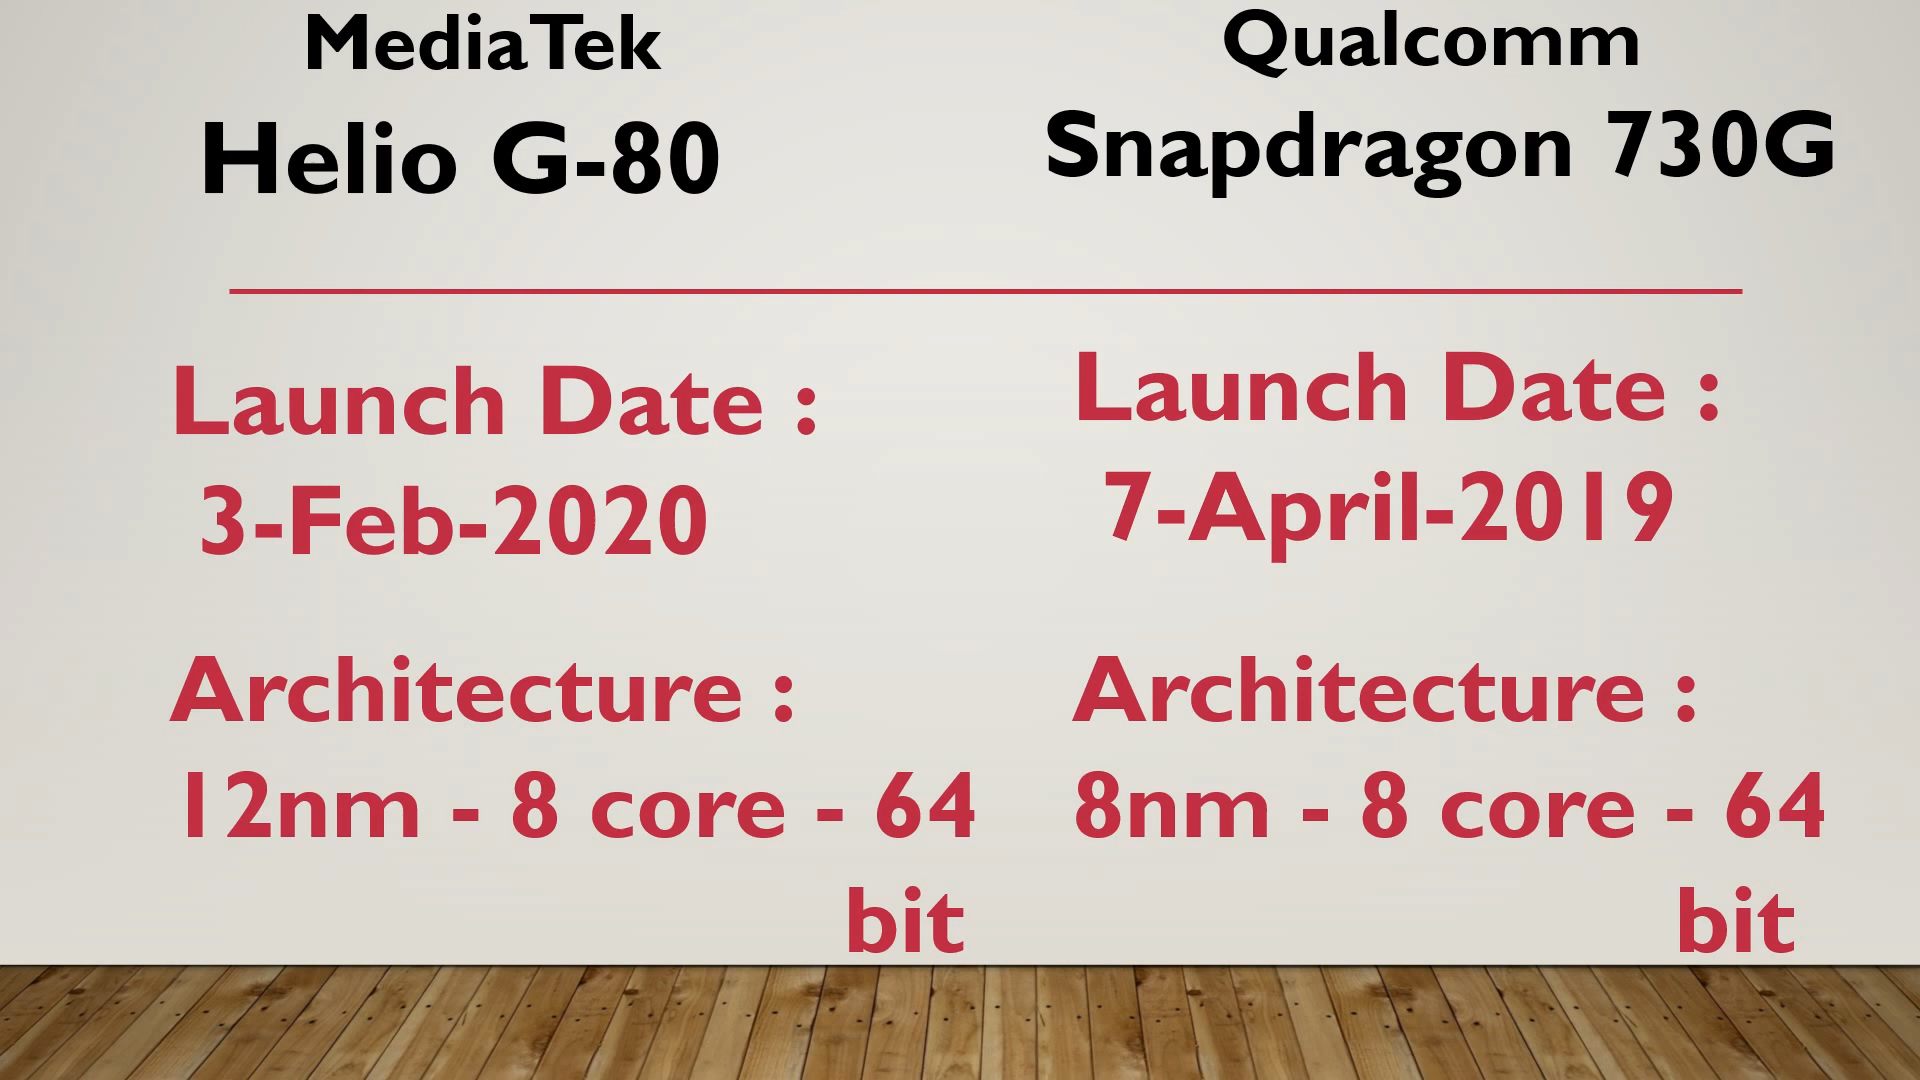 MediaTek
Helio G-80
Qualcomm
Snapdragon 730G
Launch Date :
3-Feb-2020
Architecture :
12nm - 8 core - 64
bit
Launch Date :
7-April-2019
Architecture :
8nm - 8 core - 64
bit